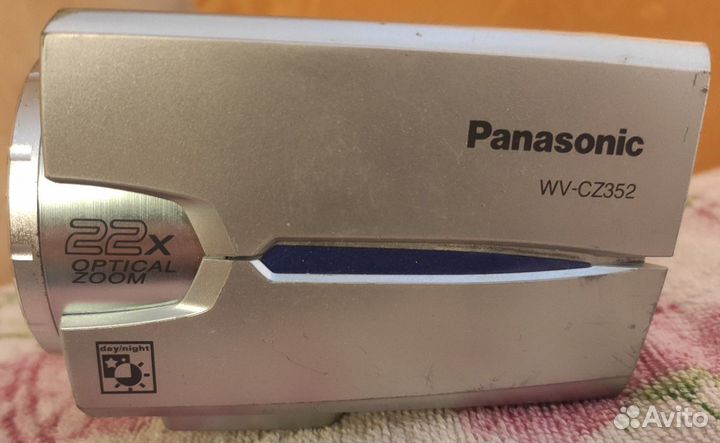 Panasonic
WV-CZ352
22x
OPTICAL
ZOOM
day/night
Avito